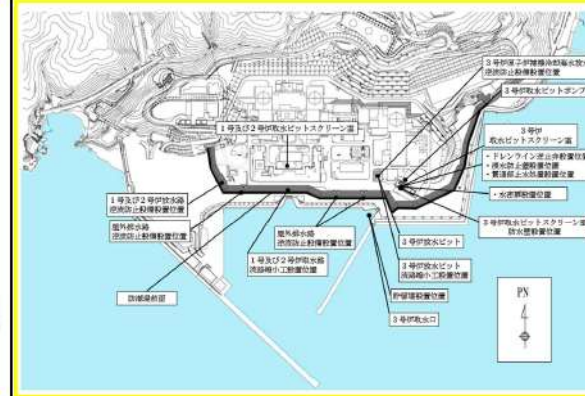 3号炉原子炉補機冷却海水放水
逆流防止設備設置位置
3号炉取水ピットポンプ
3号炉
取水ピットスクリーン室
・ドレンライン逆止弁設置位置
・浸水防止蓋設置位置
・貫通部止水処置設置位置
・水密扉設置位置
1号及び2号炉取水ピットスクリーン室
1号及び2号炉放水路
逆流防止設備設置位置
屋外排水路
逆流防止設備設置位置
屋外排水路
逆流防止設備設置位置
1号及び2号炉取水路
流路縮小工設置位置
3号炉取水ピットスクリーン室
防水壁設置位置
3号炉放水ピット
3号炉放水ピット
流路縮小工設置位置
防潮堤前面
貯留堰設置位置
3号炉取水口
PN